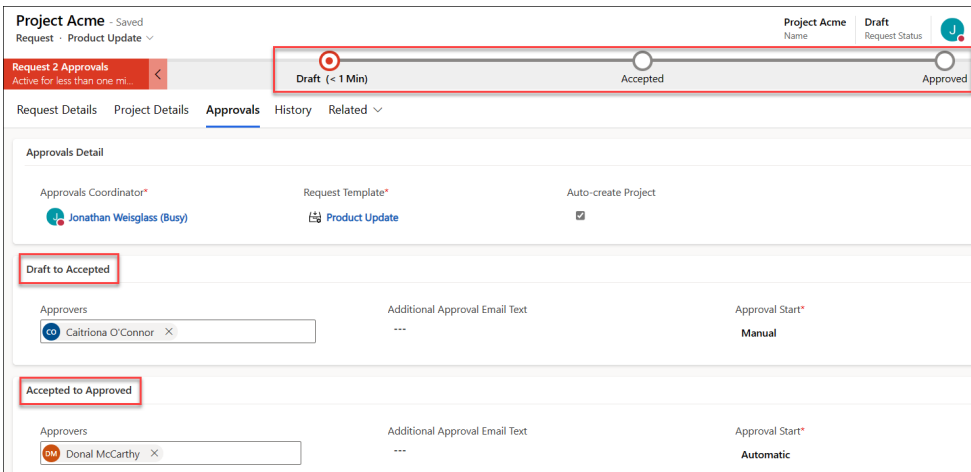 Project Acme - Saved
Request · Product Update
Project Acme
Name
Draft
Request Status
J
Request 2 Approvals
Active for less than one mi...
Draft (< 1 Min)
Accepted
Approved
Request Details Project Details Approvals History Related
Approvals Detail
Approvals Coordinator* Request Template* Auto-create Project
J Jonathan Weisglass (Busy) Product Update
Draft to Accepted
Approvers Additional Approval Email Text Approval Start*
CO Caitriona O'Connor --- Manual
Accepted to Approved
Approvers Additional Approval Email Text Approval Start*
DM Donal McCarthy --- Automatic